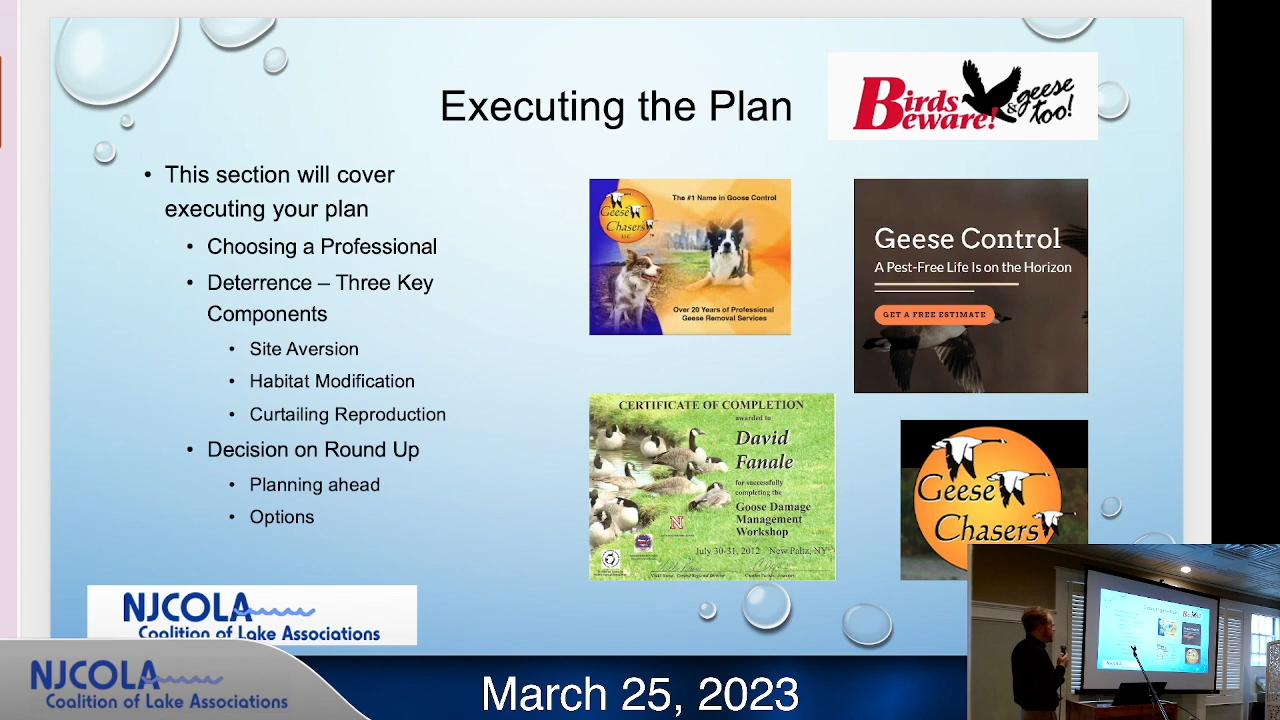 Executing the Plan
Birds
Beware!
& geese
too!
• This section will cover
executing your plan
• Choosing a Professional
• Deterrence – Three Key
Components
• Site Aversion
• Habitat Modification
• Curtailing Reproduction
• Decision on Round Up
• Planning ahead
• Options
The #1 Name in Goose Control
Geese
Chasers
LLC
Over 20 Years of Professional
Geese Removal Services
Geese Control
A Pest-Free Life Is on the Horizon
GET A FREE ESTIMATE
CERTIFICATE OF COMPLETION
awarded to
David
Fanale
for successfully
completing the
Goose Damage
Management
Workshop
July 30-31, 2012 New Paltz, NY
N
Geese
Chasers
NJCOLA
Coalition of Lake Associations
NJCOLA
Coalition of Lake Associations
March 25, 2023